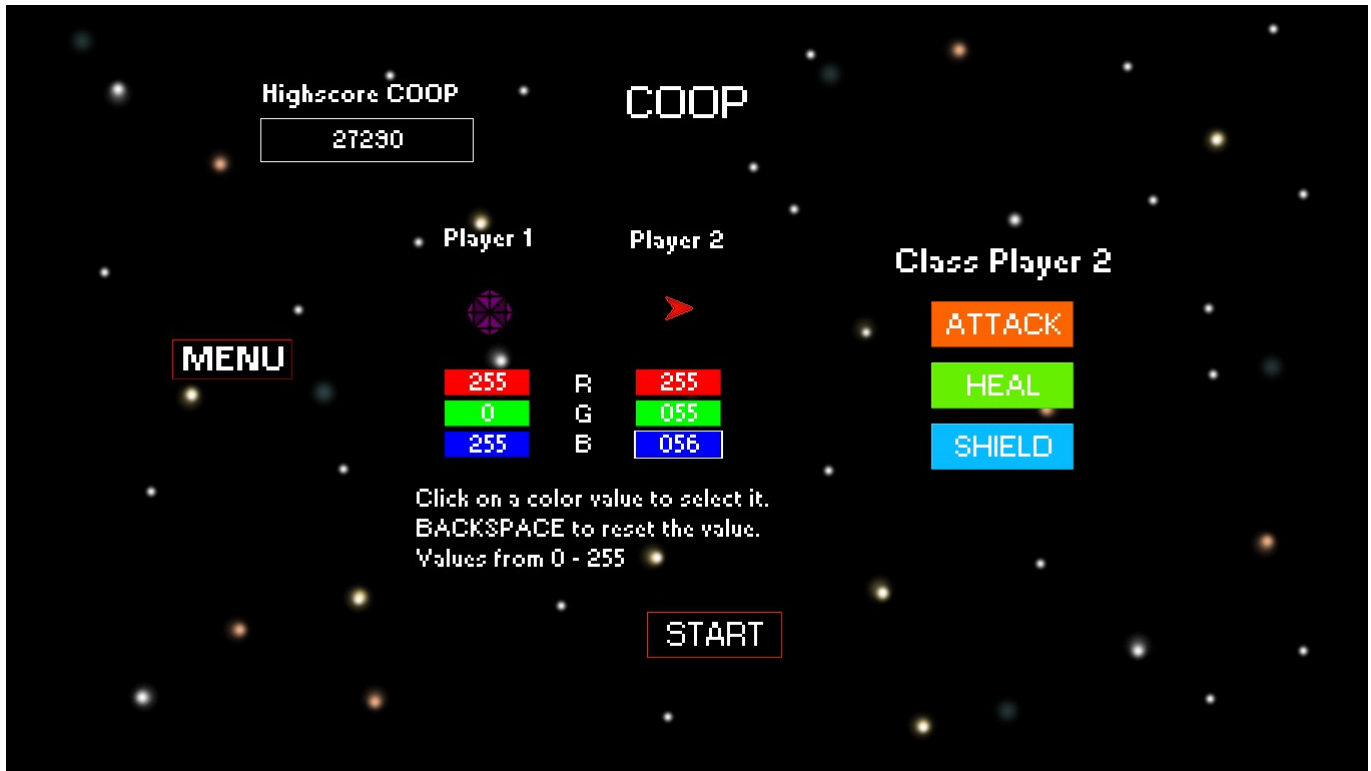 Highscore COOP
27290
COOP
Player 1
Player 2
Class Player 2
ATTACK
MENU
255 R 255
HEAL
0 G 055
255 B 056
SHIELD
Click on a color value to select it.
BACKSPACE to reset the value.
Values from 0 - 255
START